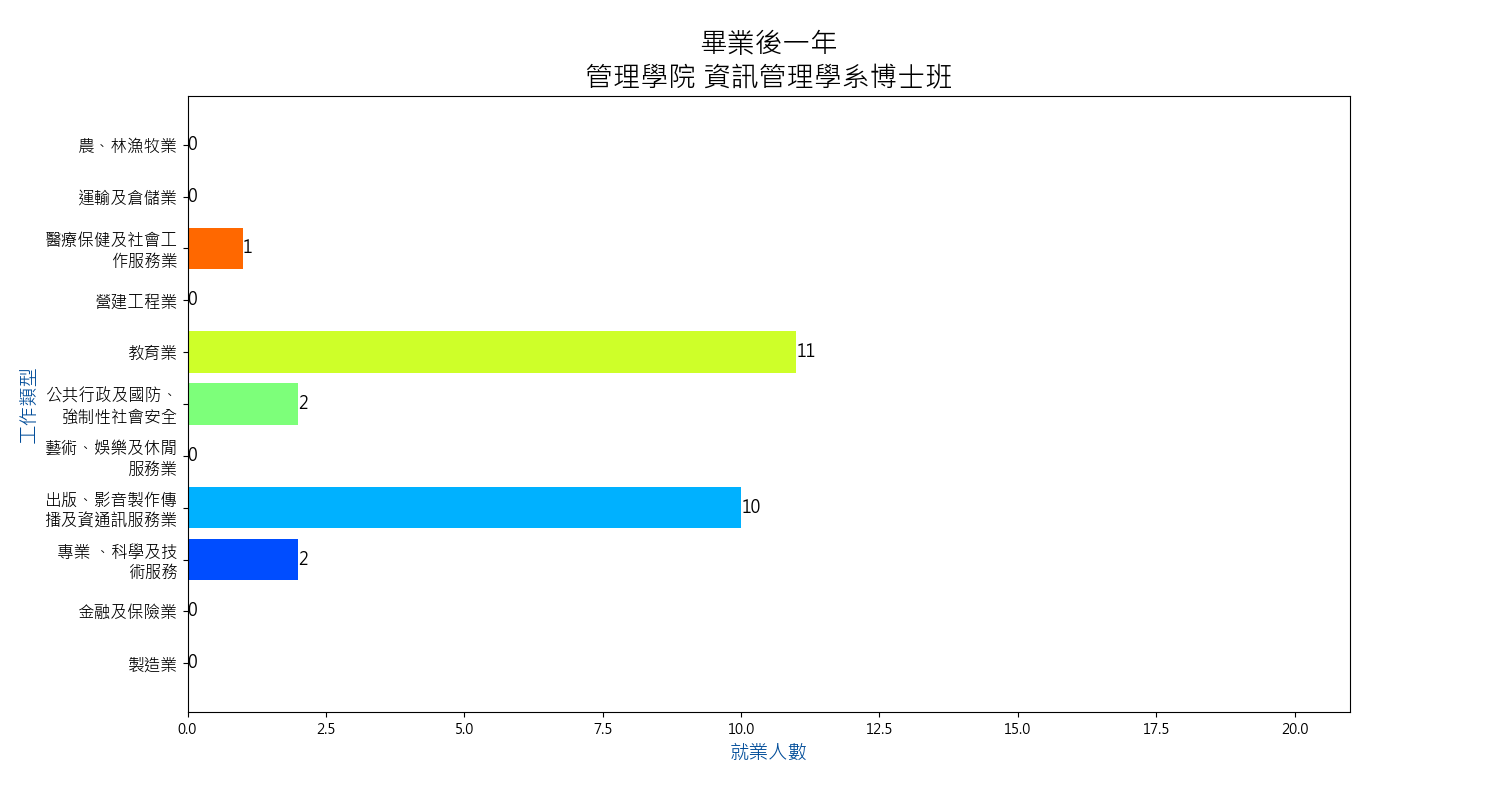 畢業後一年
管理學院 資訊管理學系博士班
農、林漁牧業
0
運輸及倉儲業
0
醫療保健及社會工
作服務業
1
營建工程業
0
教育業
11
公共行政及國防、
強制性社會安全
2
藝術、娛樂及休閒
服務業
0
出版、影音製作傳
播及資通訊服務業
10
專業 、科學及技
術服務
2
金融及保險業
0
製造業
0
工作類型
0.0 2.5 5.0 7.5 10.0 12.5 15.0 17.5 20.0
就業人數